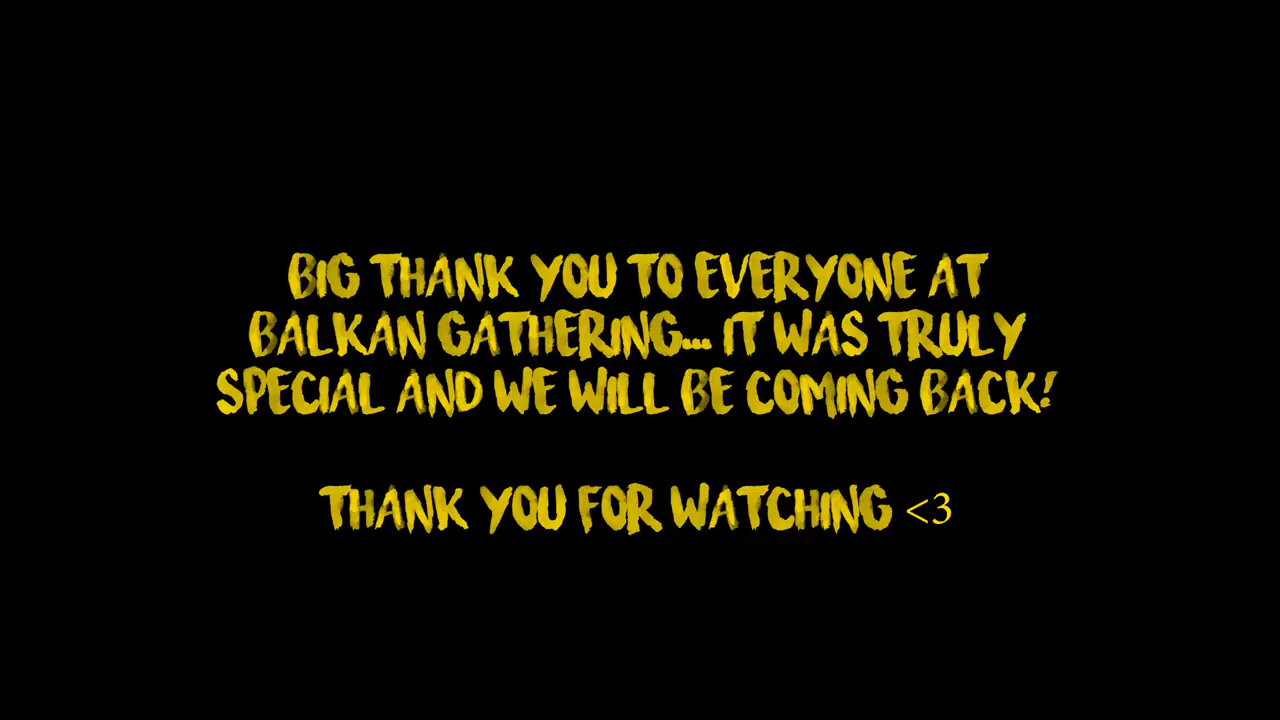 BIG THANK YOU TO EVERYONE AT
BALKAN GATHERING... IT WAS TRULY
SPECIAL AND WE WILL BE COMING BACK!
THANK YOU FOR WATCHING <3